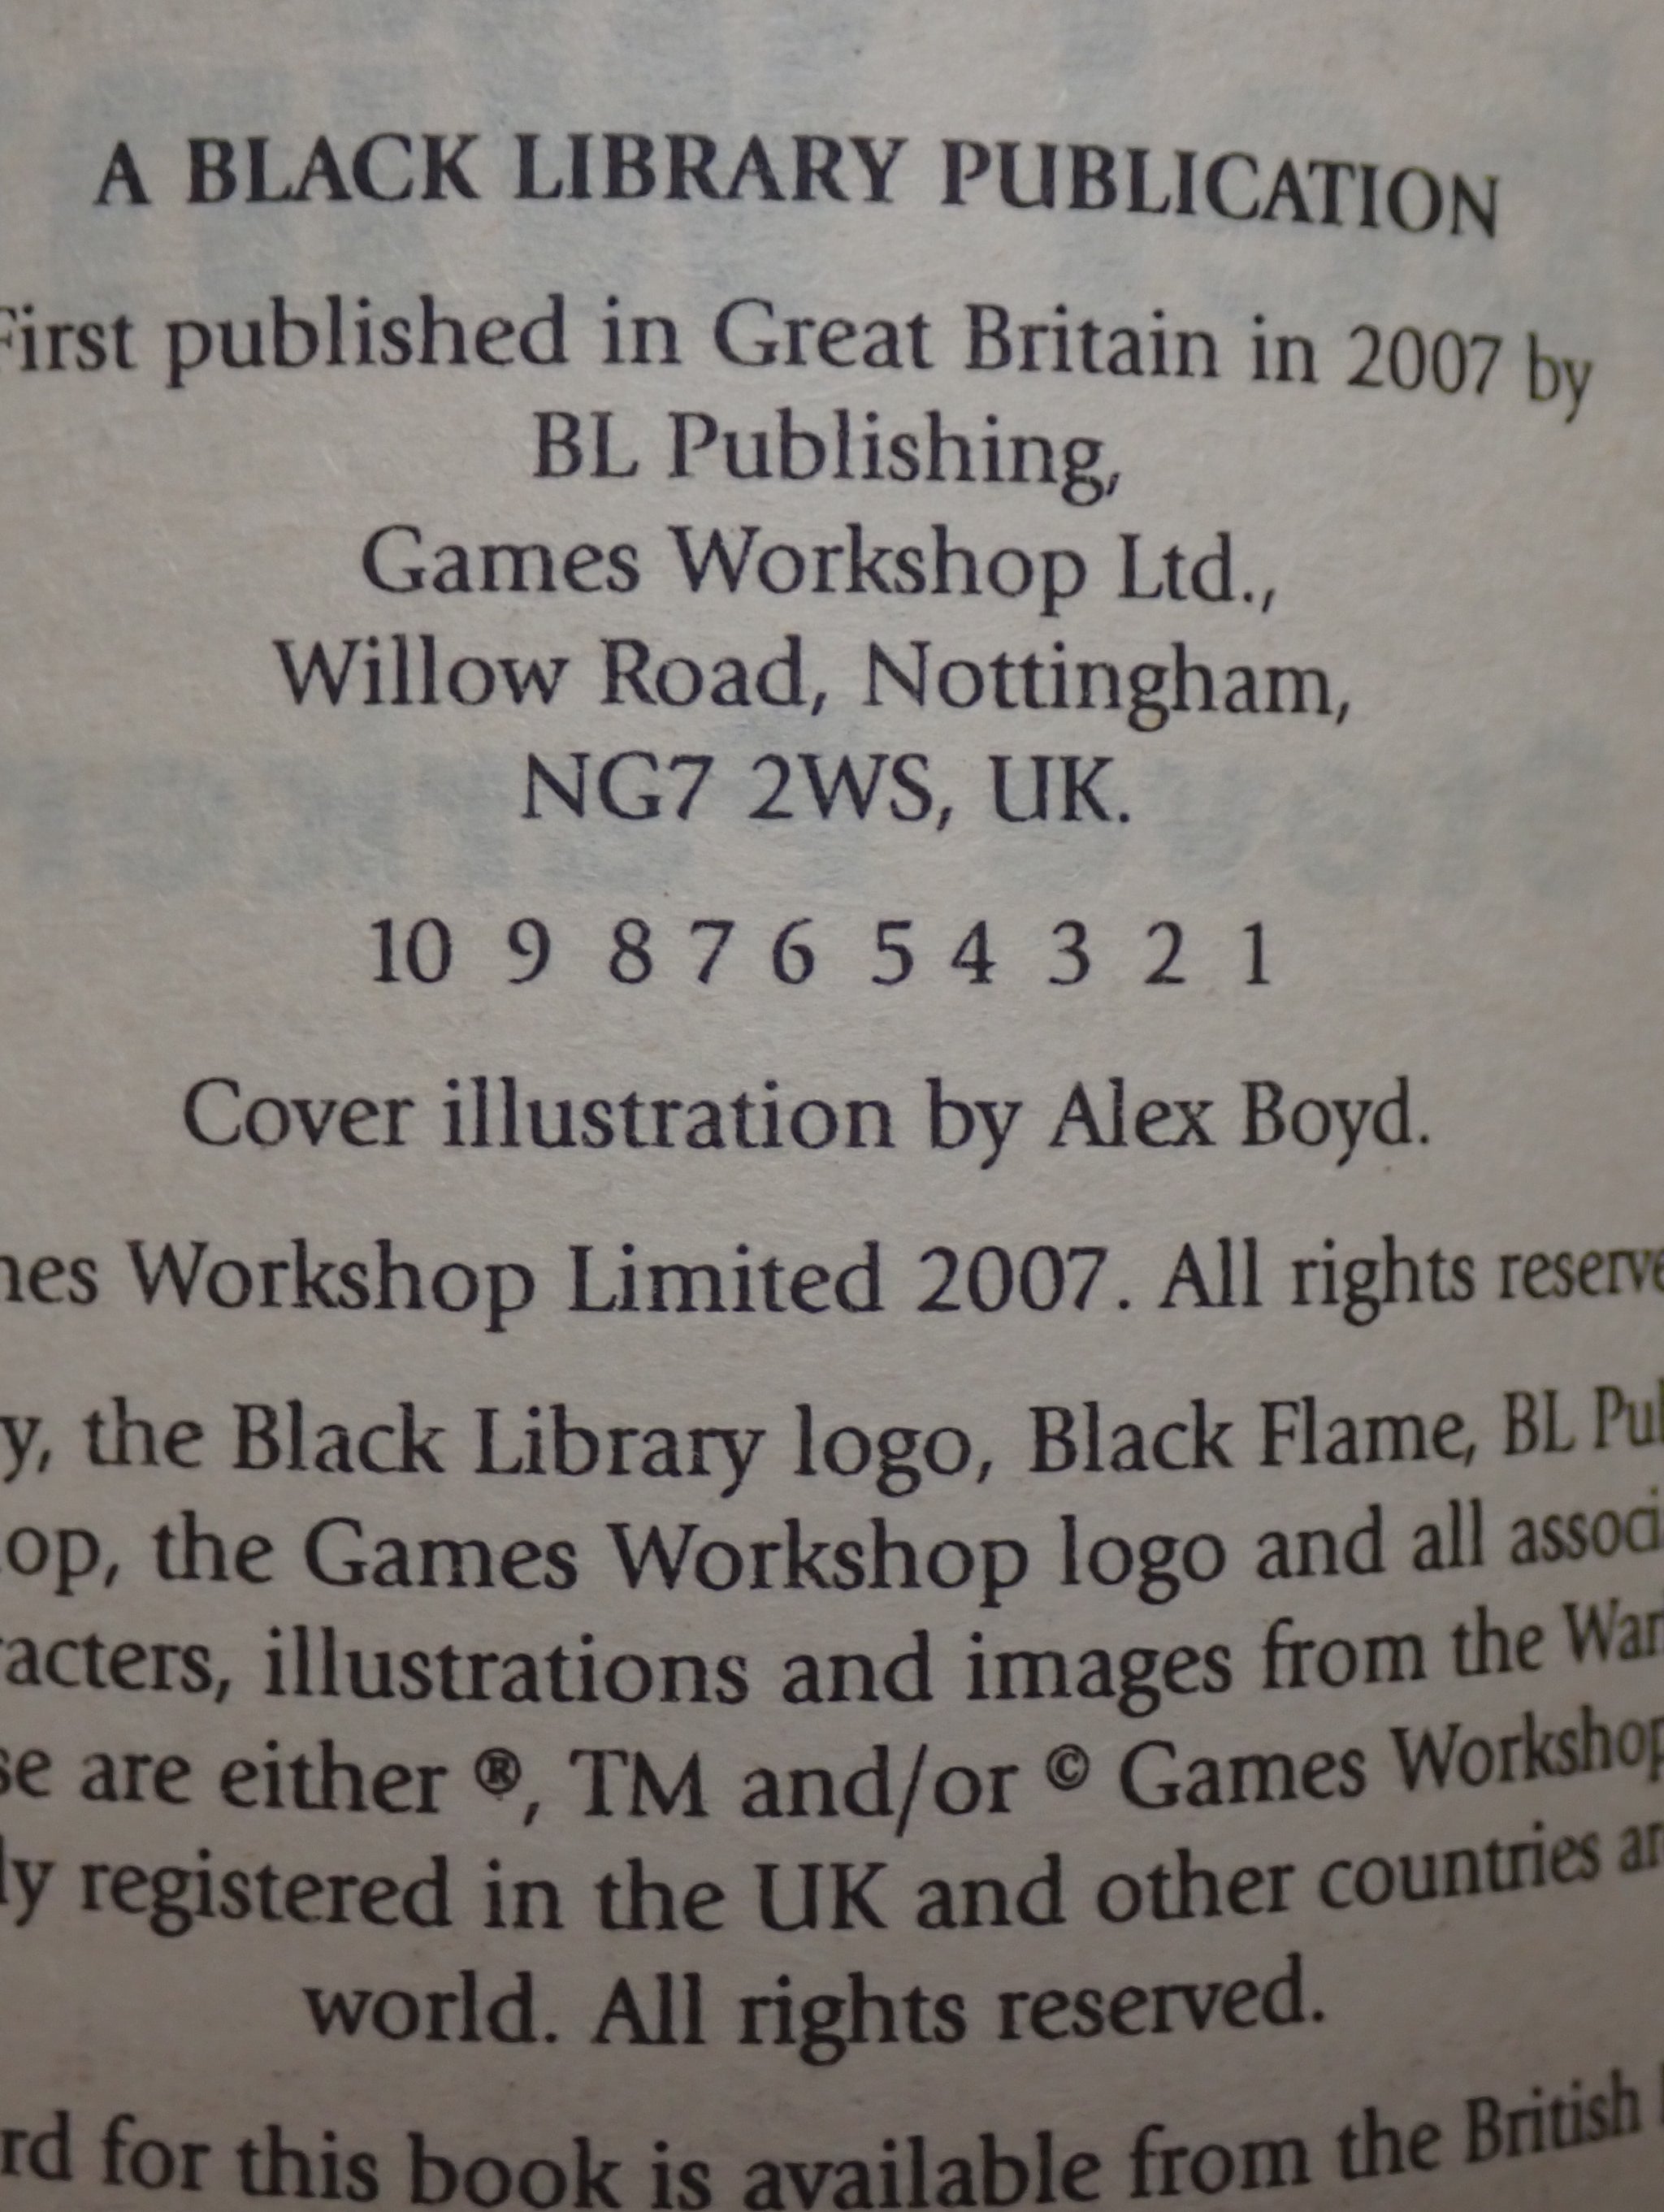 A BLACK LIBRARY PUBLICATION
First published in Great Britain in 2007 by
BL Publishing,
Games Workshop Ltd.,
Willow Road, Nottingham,
NG7 2WS, UK.
10 9 8 7 6 5 4 3 2 1
Cover illustration by Alex Boyd.
Workshop Limited 2007. All rights
the Black Library logo, Black Flame, BL
the Games Workshop logo and all
illustrations and images from the
are either ®, TM and/or © Games Workshop
registered in the UK and other countries
world. All rights reserved.
for this book is available from the British